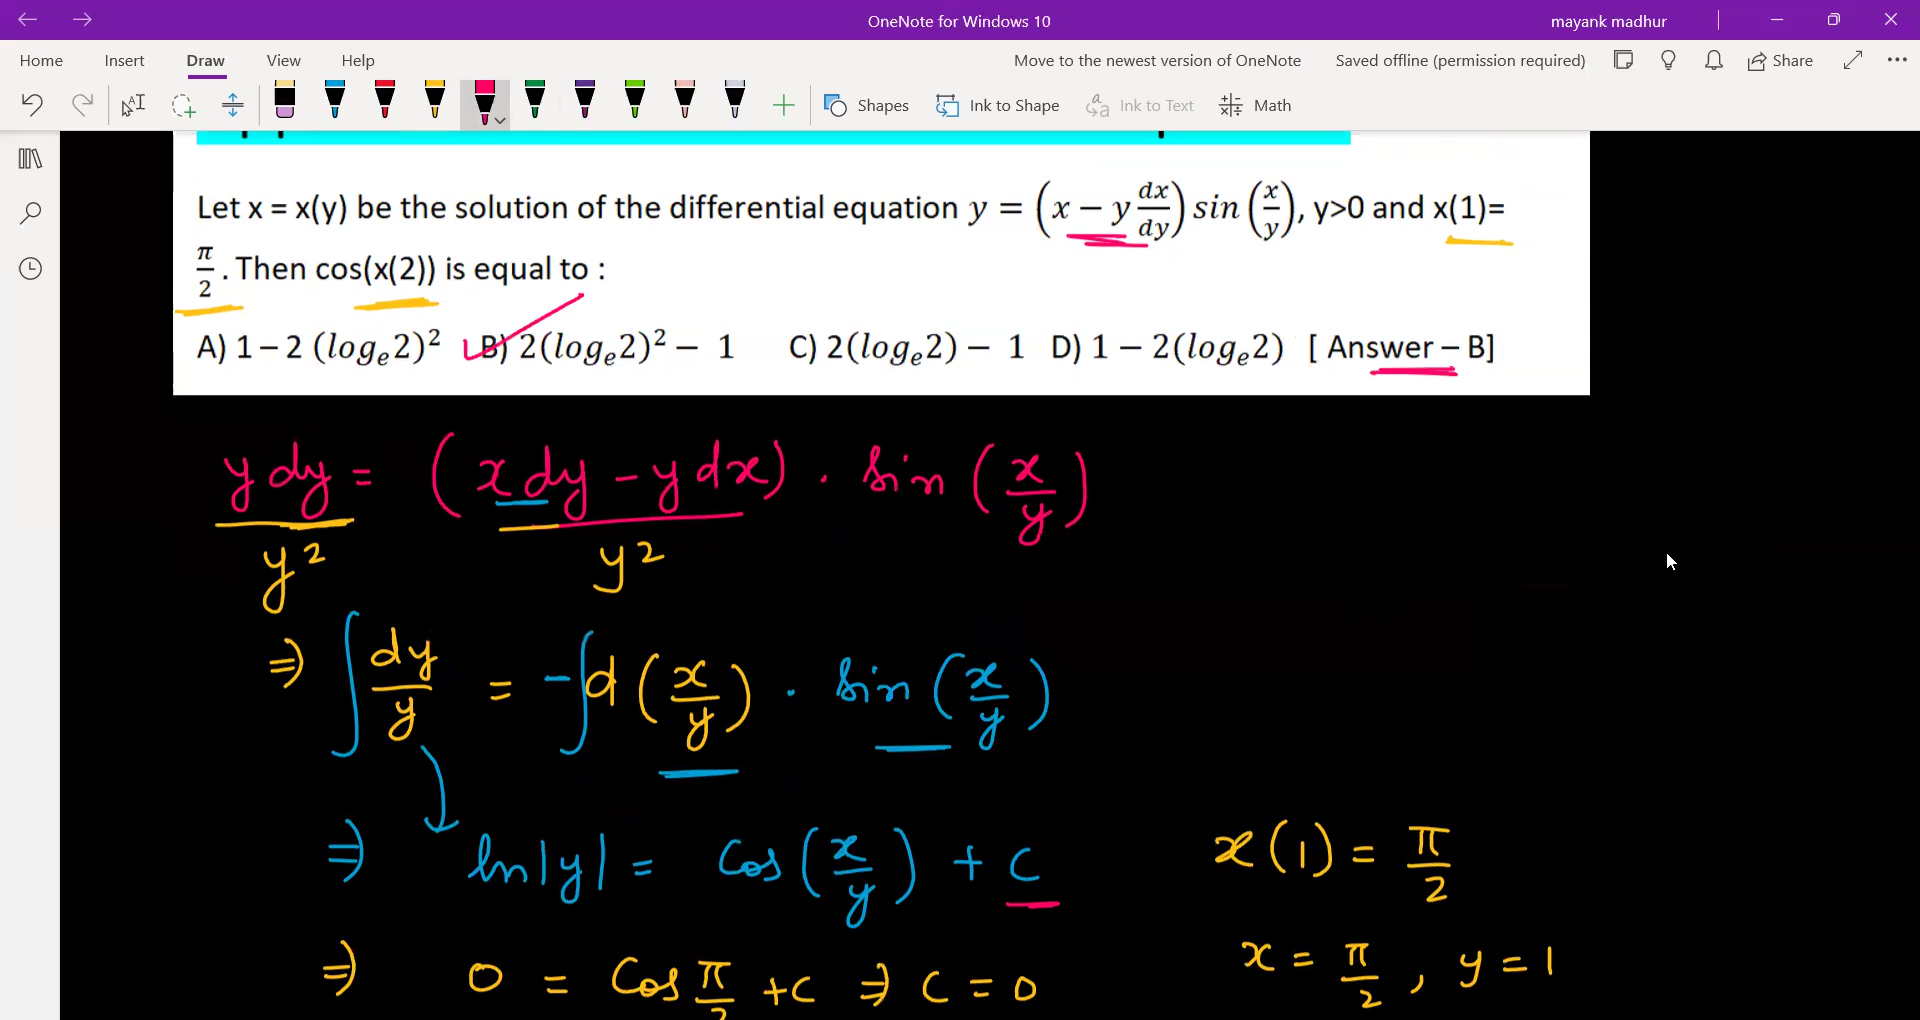 OneNote for Windows 10
mayank madhur
Home Insert Draw View Help
Move to the newest version of OneNote Saved offline (permission required) Share
Shapes Ink to Shape Ink to Text Math
Let x = x(y) be the solution of the differential equation y = (x − y dx/dy) sin (x/y), y>0 and x(1)=
π/2 . Then cos(x(2)) is equal to :
A) 1 – 2 (logₑ2)² B) 2(logₑ2)² – 1 C) 2(logₑ2) – 1 D) 1 – 2(logₑ2) [ Answer – B]
y dy / y² = (x dy - y dx) / y² · sin (x/y)
⇒ ∫ dy/y = -∫ d (x/y) · sin (x/y)
⇒ ln|y| = Cos (x/y) + C
x(1) = π/2
⇒ 0 = Cos π/2 + C ⇒ C = 0
x = π/2 , y = 1